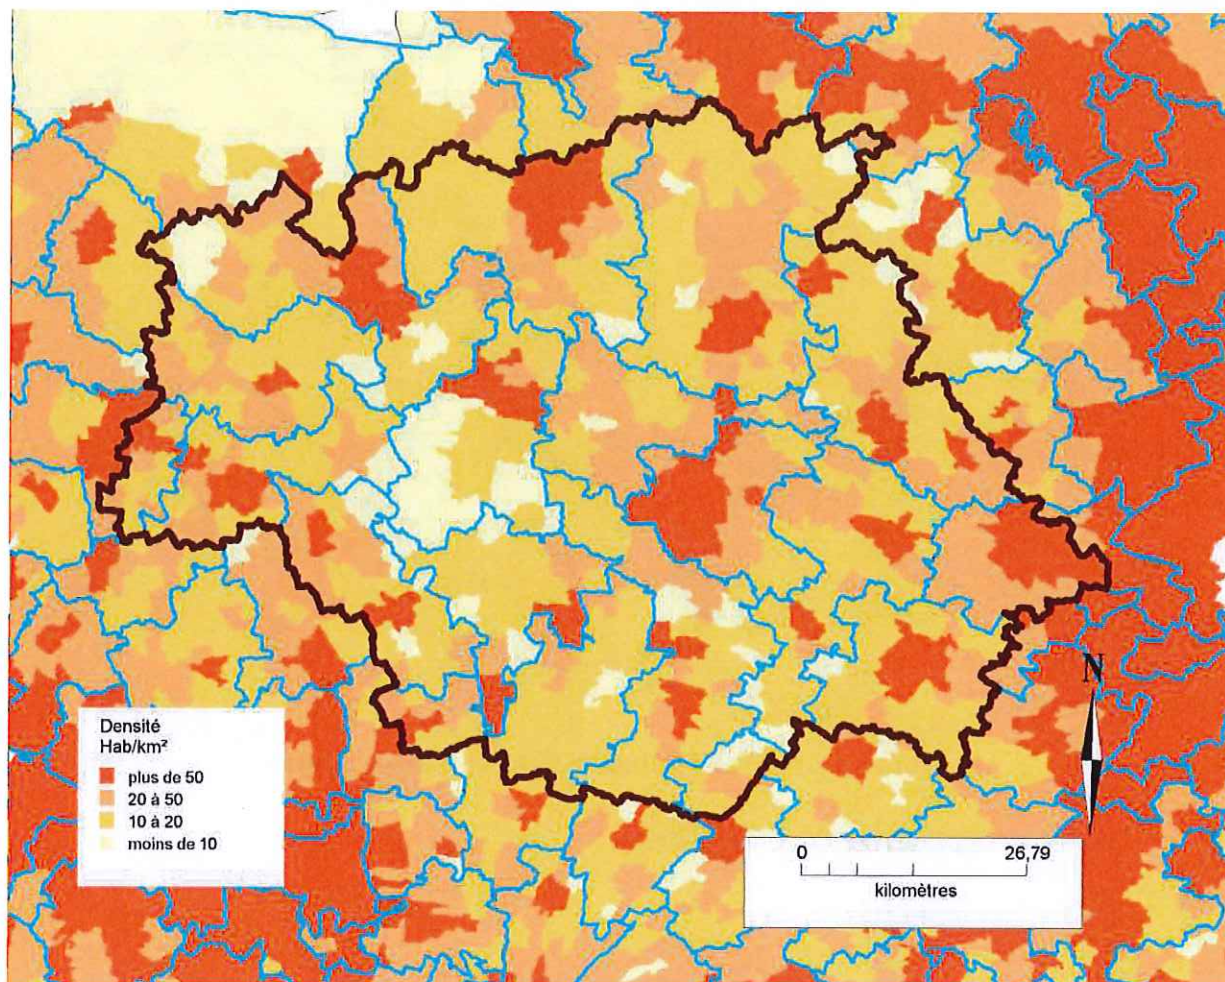 Densité
Hab/km²
plus de 50
20 à 50
10 à 20
moins de 10
N
0 26,79
kilomètres